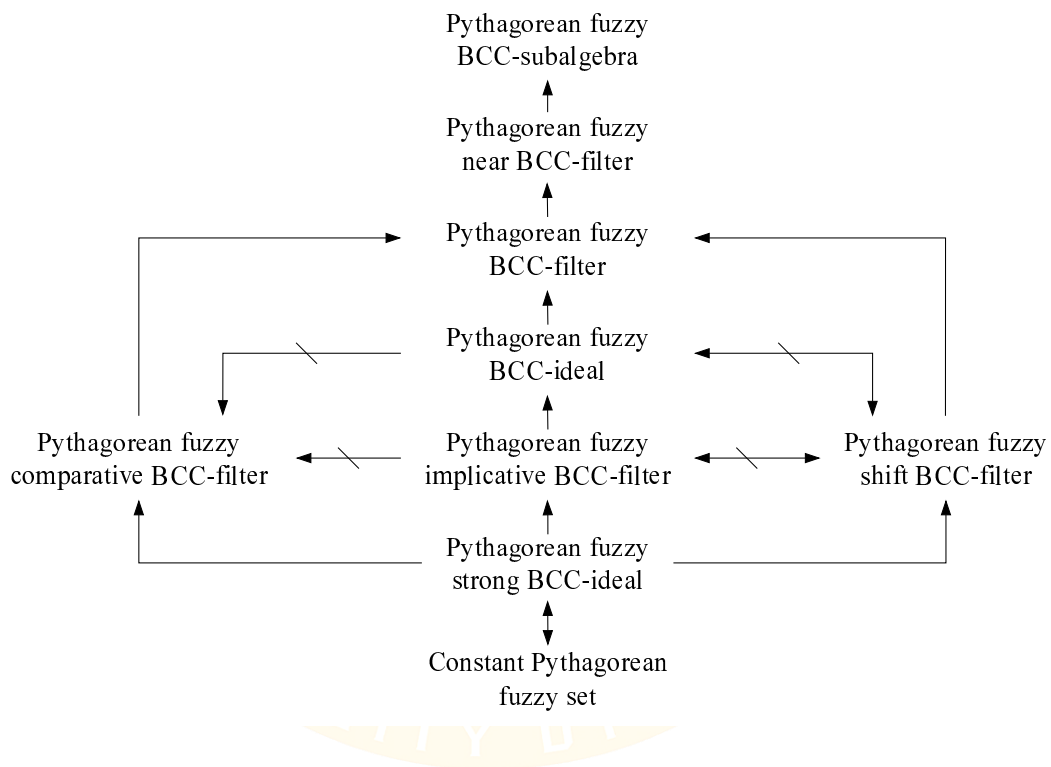 Pythagorean fuzzy
BCC-subalgebra
Pythagorean fuzzy
near BCC-filter
Pythagorean fuzzy
BCC-filter
Pythagorean fuzzy
BCC-ideal
Pythagorean fuzzy
comparative BCC-filter
Pythagorean fuzzy
implicative BCC-filter
Pythagorean fuzzy
shift BCC-filter
Pythagorean fuzzy
strong BCC-ideal
Constant Pythagorean
fuzzy set